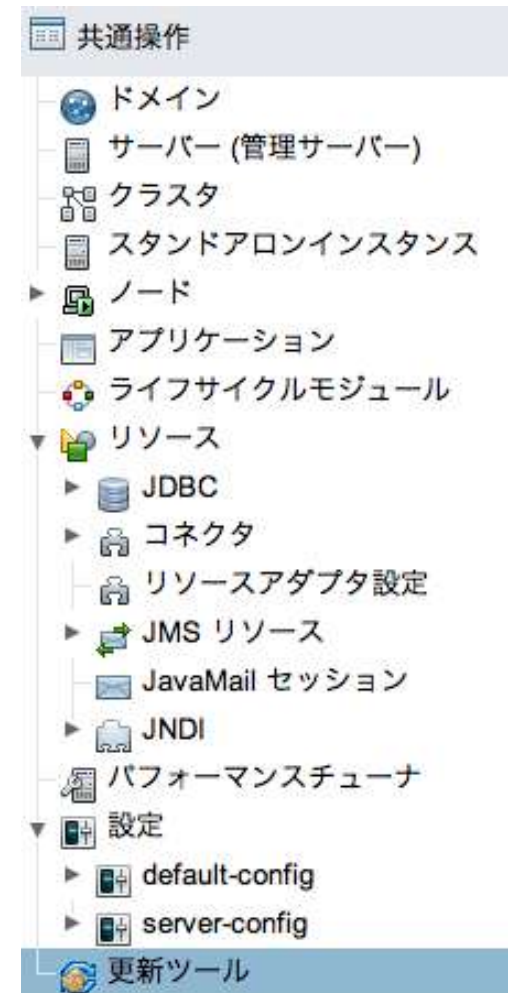 共通操作
ドメイン
サーバー (管理サーバー)
クラスタ
スタンドアロンインスタンス
ノード
アプリケーション
ライフサイクルモジュール
リソース
JDBC
コネクタ
リソースアダプタ設定
JMS リソース
JavaMail セッション
JNDI
パフォーマンスチューナ
設定
default-config
server-config
更新ツール